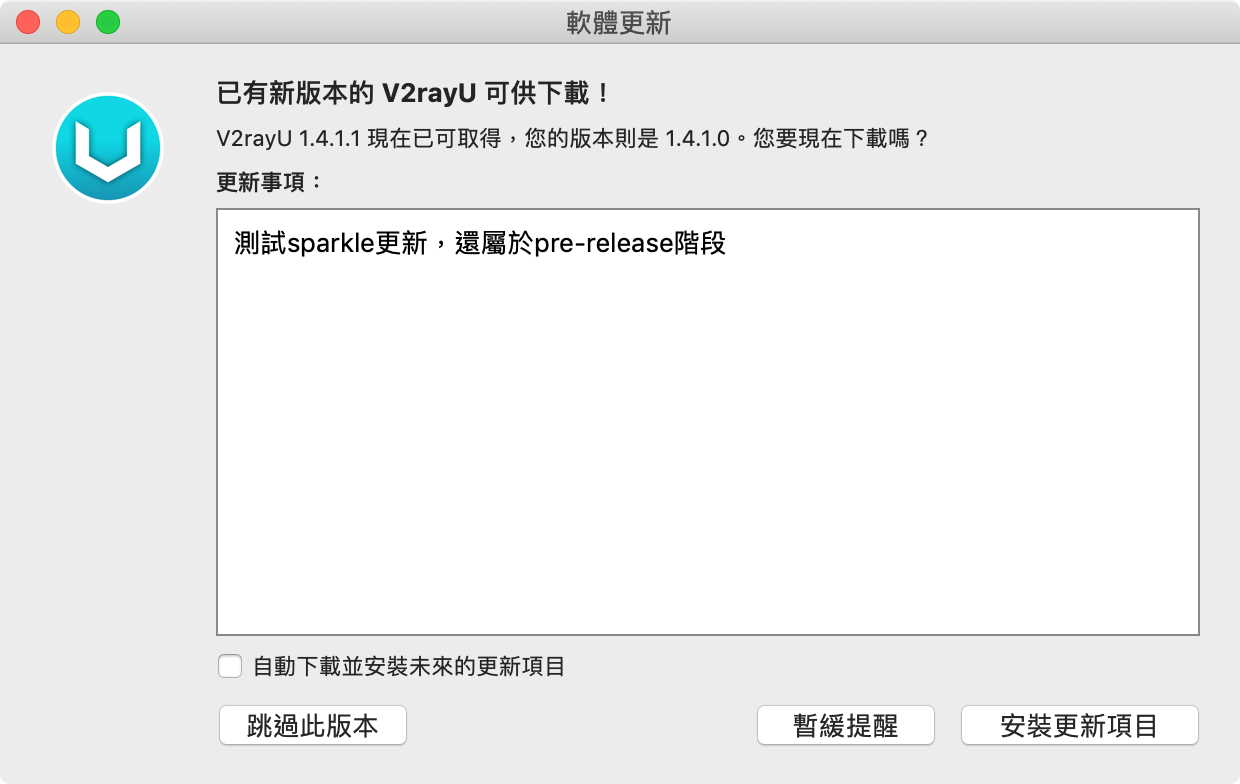 軟體更新
已有新版本的 V2rayU 可供下載！
V2rayU 1.4.1.1 現在已可取得，您的版本則是 1.4.1.0。您要現在下載嗎？
更新事項：
測試sparkle更新，還屬於pre-release階段
自動下載並安裝未來的更新項目
跳過此版本
暫緩提醒
安裝更新項目